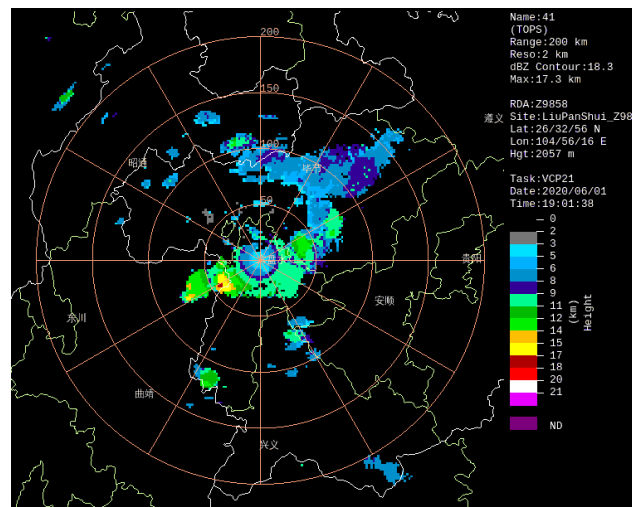 Name:41
(TOPS)
Range:200 km
Reso:2 km
dBZ Contour:18.3
Max:17.3 km
RDA:Z9858
Site:LiuPanShui_Z98
Lat:26/32/56 N
Lon:104/56/16 E
Hgt:2057 m
Task:VCP21
Date:2020/06/01
Time:19:01:38
0
2
3
5
6
8
9
11
12
14
15
17
18
20
21
ND
(km)
Height
200
150
100
50
遵义
昭通
毕节
贵阳
安顺
东川
曲靖
兴义